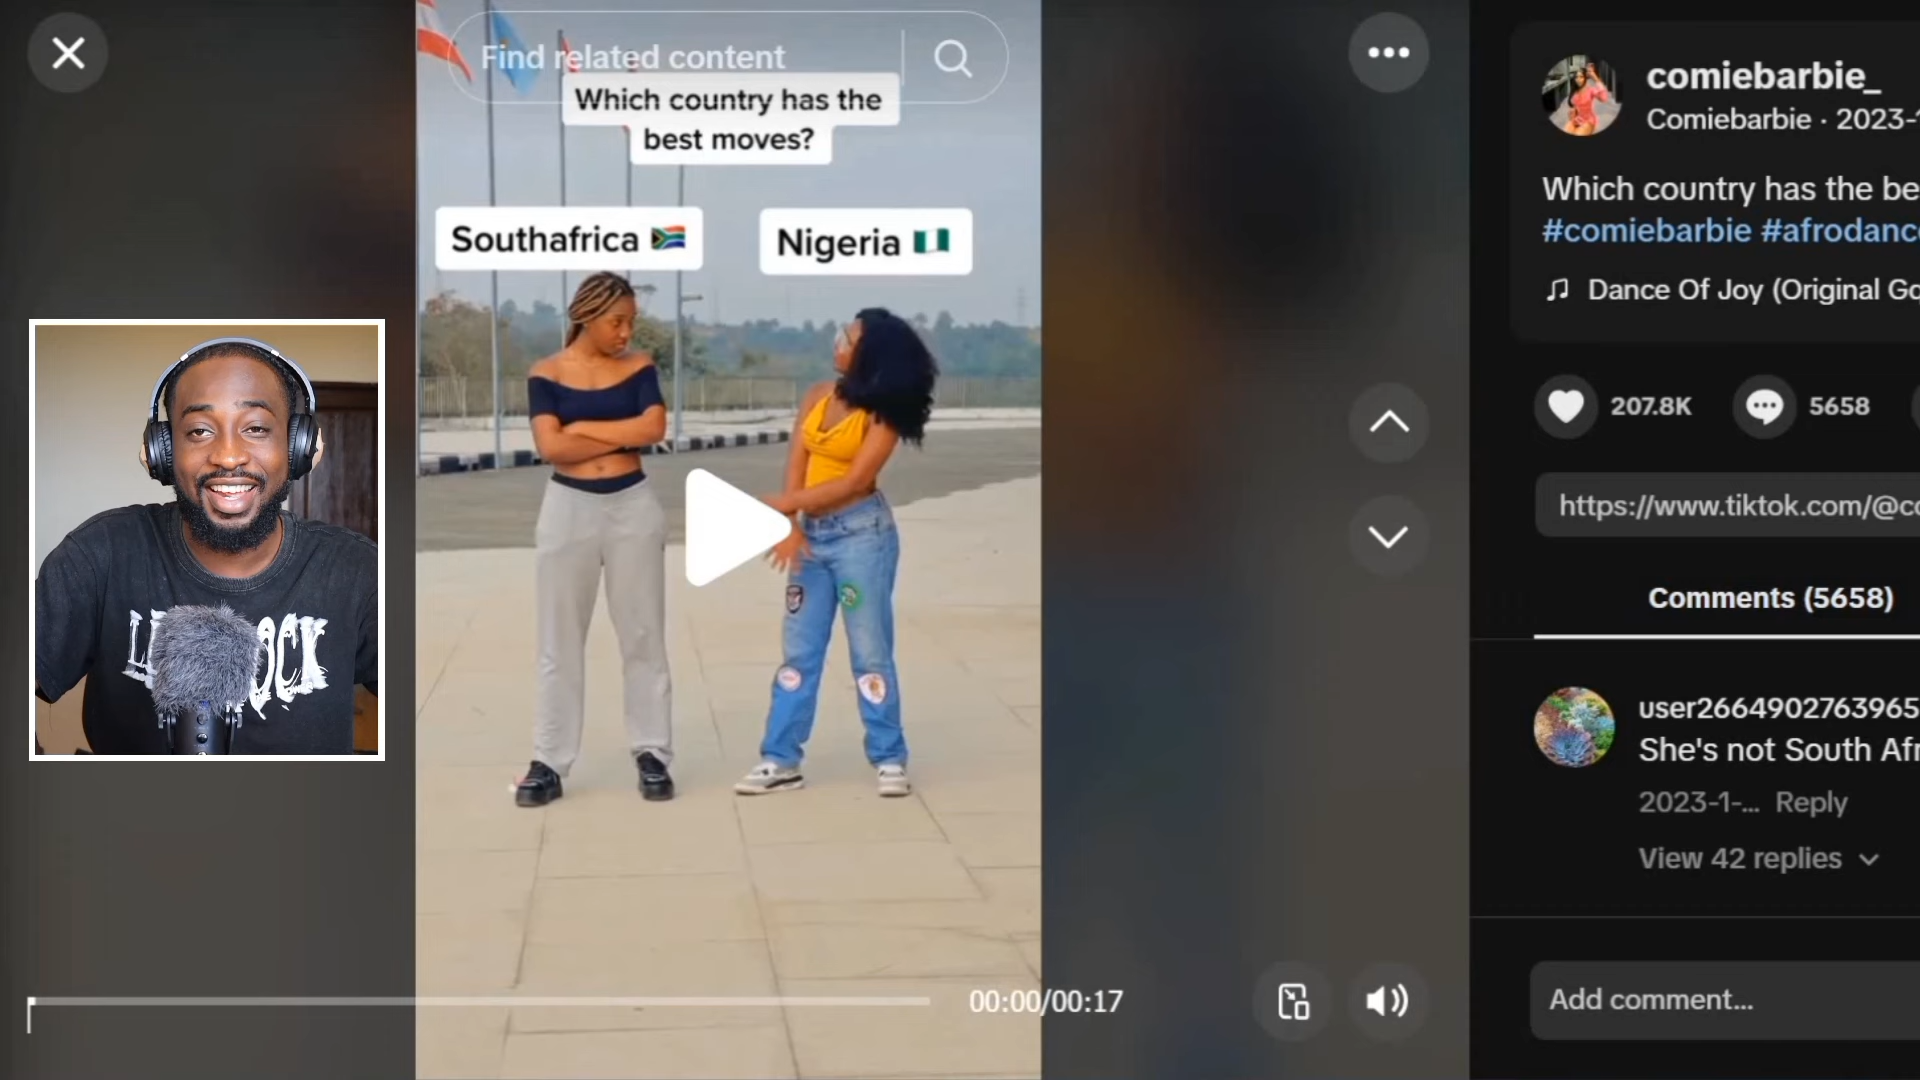 Find related content
Which country has the
best moves?
Southafrica
Nigeria
00:00/00:17
comiebarbie_
Comiebarbie · 2023-1
Which country has the be
#comiebarbie #afrodanc
Dance Of Joy (Original Go
207.8K
5658
https://www.tiktok.com/@co
Comments (5658)
user2664902763965
She's not South Afr
2023-1-... Reply
View 42 replies
Add comment...